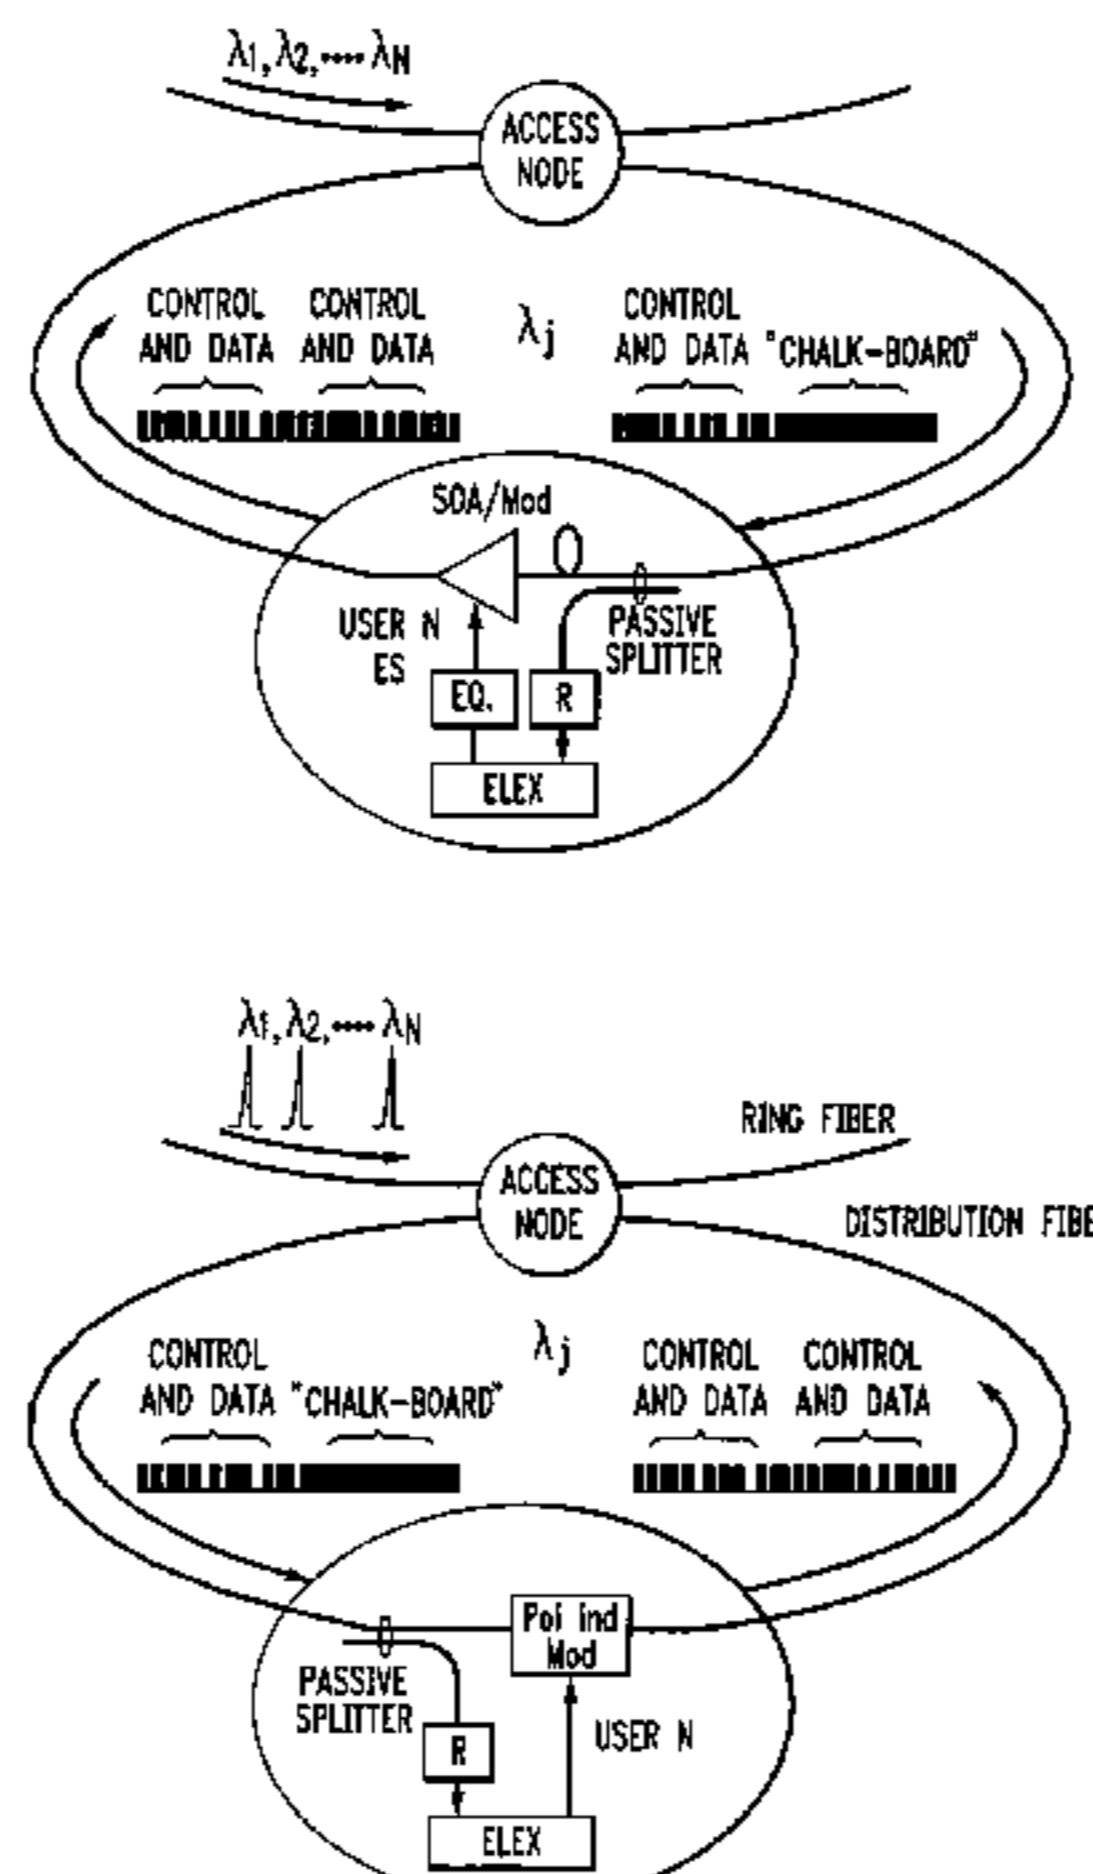 λ1, λ2, ···· λN
ACCESS
NODE
CONTROL
AND DATA
CONTROL
AND DATA
λj
CONTROL
AND DATA
"CHALK-BOARD"
SOA/Mod
USER N
ES
PASSIVE
SPLITTER
EQ.
R
ELEX
λ1, λ2, ···· λN
RING FIBER
ACCESS
NODE
DISTRIBUTION FIBE
CONTROL
AND DATA
"CHALK-BOARD"
λj
CONTROL
AND DATA
CONTROL
AND DATA
Pol ind
Mod
PASSIVE
SPLITTER
USER N
R
ELEX